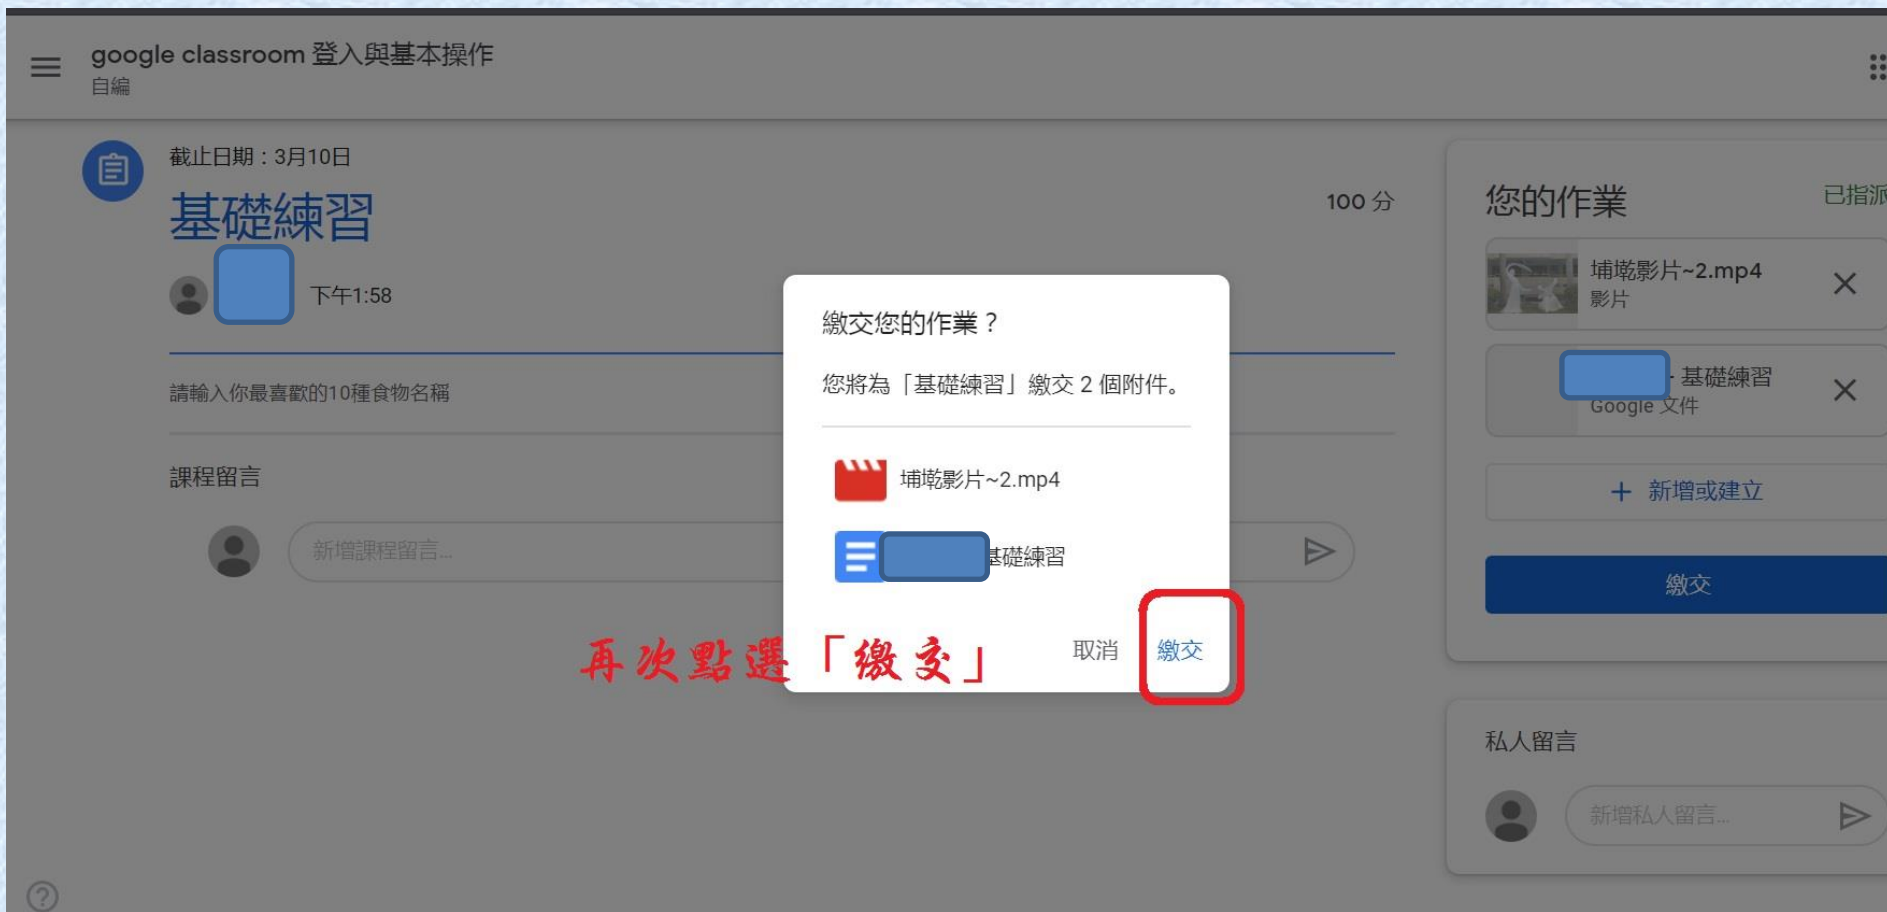 google classroom 登入與基本操作
自編
截止日期：3月10日
基礎練習
100 分
下午1:58
請輸入你最喜歡的10種食物名稱
課程留言
新增課程留言...
繳交您的作業？
您將為「基礎練習」繳交 2 個附件。
埔墘影片~2.mp4
基礎練習
取消
繳交
再次點選「繳交」
您的作業
已指派
埔墘影片~2.mp4
影片
- 基礎練習
Google 文件
+ 新增或建立
繳交
私人留言
新增私人留言...